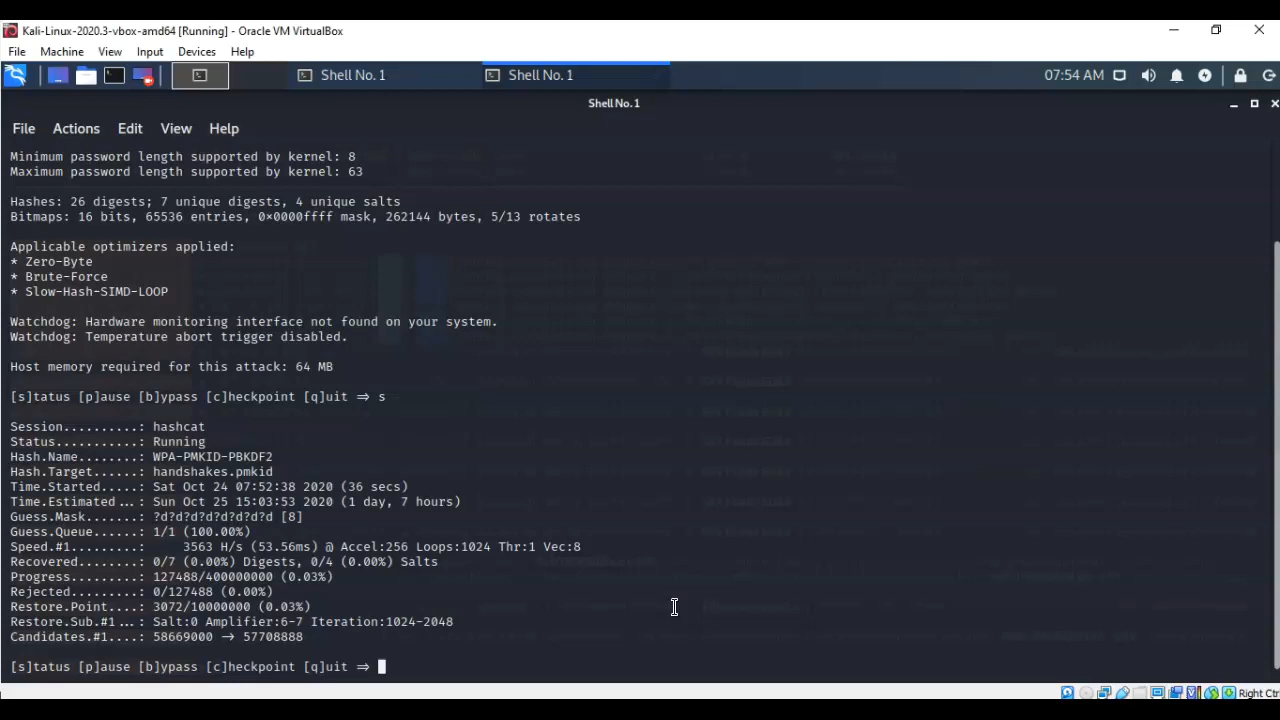 Kali-Linux-2020.3-vbox-amd64 [Running] - Oracle VM VirtualBox
File Machine View Input Devices Help
Shell No. 1 Shell No. 1 07:54 AM
Shell No. 1
File Actions Edit View Help
Minimum password length supported by kernel: 8
Maximum password length supported by kernel: 63
Hashes: 26 digests; 7 unique digests, 4 unique salts
Bitmaps: 16 bits, 65536 entries, 0×0000ffff mask, 262144 bytes, 5/13 rotates
Applicable optimizers applied:
* Zero-Byte
* Brute-Force
* Slow-Hash-SIMD-LOOP
Watchdog: Hardware monitoring interface not found on your system.
Watchdog: Temperature abort trigger disabled.
Host memory required for this attack: 64 MB
[s]tatus [p]ause [b]ypass [c]heckpoint [q]uit ⇒ s
Session..........: hashcat
Status...........: Running
Hash.Name........: WPA-PMKID-PBKDF2
Hash.Target......: handshakes.pmkid
Time.Started.....: Sat Oct 24 07:52:38 2020 (36 secs)
Time.Estimated...: Sun Oct 25 15:03:53 2020 (1 day, 7 hours)
Guess.Mask.......: ?d?d?d?d?d?d?d?d [8]
Guess.Queue......: 1/1 (100.00%)
Speed.#1.........: 3563 H/s (53.56ms) @ Accel:256 Loops:1024 Thr:1 Vec:8
Recovered........: 0/7 (0.00%) Digests, 0/4 (0.00%) Salts
Progress.........: 127488/400000000 (0.03%)
Rejected.........: 0/127488 (0.00%)
Restore.Point....: 3072/10000000 (0.03%)
Restore.Sub.#1...: Salt:0 Amplifier:6-7 Iteration:1024-2048
Candidates.#1....: 58669000 → 57708888
[s]tatus [p]ause [b]ypass [c]heckpoint [q]uit ⇒
Right Ctr